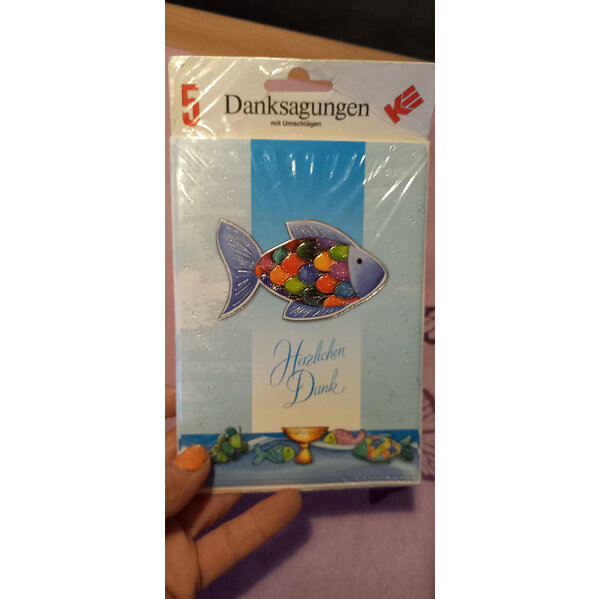 5
Danksagungen
mit Umschlägen
KE
Herzlichen
Dank